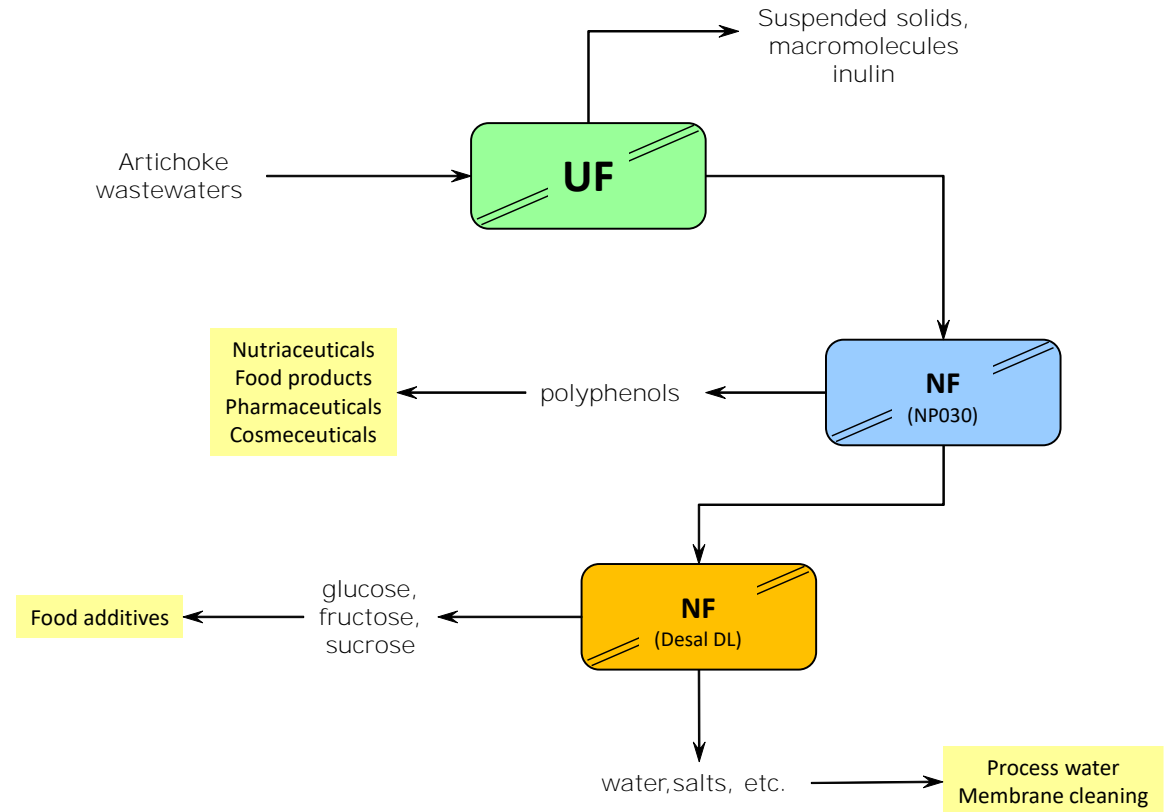 Suspended solids,
macromolecules
inulin
Artichoke
wastewaters
UF
Nutriaceuticals
Food products
Pharmaceuticals
Cosmeceuticals
polyphenols
NF
(NP030)
Food additives
glucose,
fructose,
sucrose
NF
(Desal DL)
water,salts, etc.
Process water
Membrane cleaning